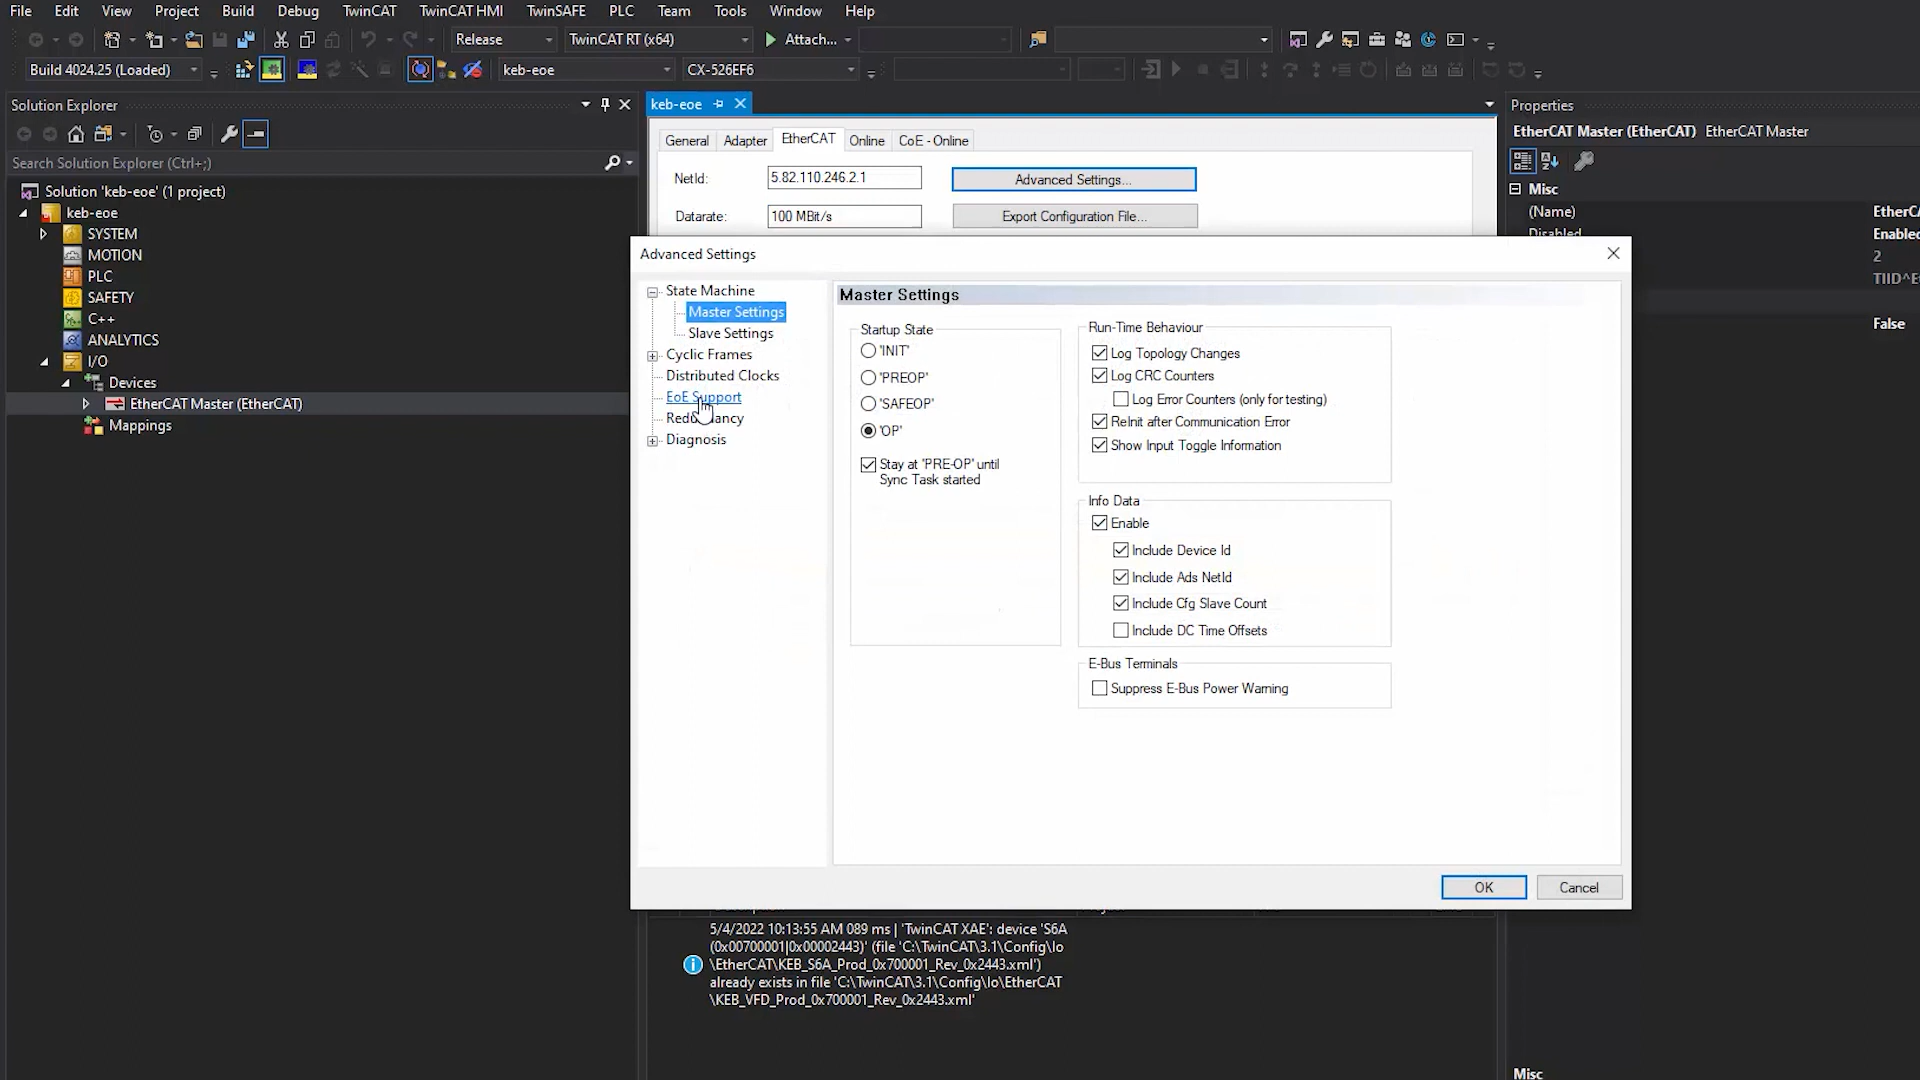 File Edit View Project Build Debug TwinCAT TwinCAT HMI TwinSAFE PLC Team Tools Window Help
Release TwinCAT RT (x64) Attach...
Build 4024.25 (Loaded) keb-eoe CX-526EF6
Solution Explorer
Search Solution Explorer (Ctrl+;)
Solution 'keb-eoe' (1 project)
keb-eoe
SYSTEM
MOTION
PLC
SAFETY
C++
ANALYTICS
I/O
Devices
EtherCAT Master (EtherCAT)
Mappings
keb-eoe
General Adapter EtherCAT Online CoE - Online
NetId: 5.82.110.246.2.1 Advanced Settings...
Datarate: 100 MBit/s Export Configuration File...
Advanced Settings
State Machine
Master Settings
Slave Settings
Cyclic Frames
Distributed Clocks
EoE Support
Redundancy
Diagnosis
Master Settings
Startup State
'INIT'
'PREOP'
'SAFEOP'
'OP'
Stay at 'PRE-OP' until
Sync Task started
Run-Time Behaviour
Log Topology Changes
Log CRC Counters
Log Error Counters (only for testing)
ReInit after Communication Error
Show Input Toggle Information
Info Data
Enable
Include Device Id
Include Ads NetId
Include Cfg Slave Count
Include DC Time Offsets
E-Bus Terminals
Suppress E-Bus Power Warning
OK Cancel
5/4/2022 10:13:55 AM 089 ms | 'TwinCAT XAE': device 'S6A
(0x00700001|0x00002443)' (file 'C:\TwinCAT\3.1\Config\Io
\EtherCAT\KEB_S6A_Prod_0x700001_Rev_0x2443.xml')
already exists in file 'C:\TwinCAT\3.1\Config\Io\EtherCAT
\KEB_VFD_Prod_0x700001_Rev_0x2443.xml'
Properties
EtherCAT Master (EtherCAT) EtherCAT Master
Misc
(Name) EtherCA
Disabled Enabled
2
TIID^E
False
Misc